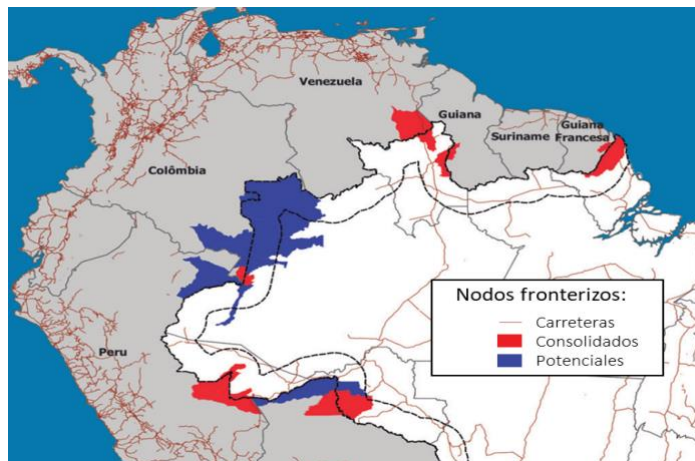 Venezuela
Guiana
Suriname
Guiana
Francesa
Colômbia
Peru
Nodos fronterizos:
Carreteras
Consolidados
Potenciales